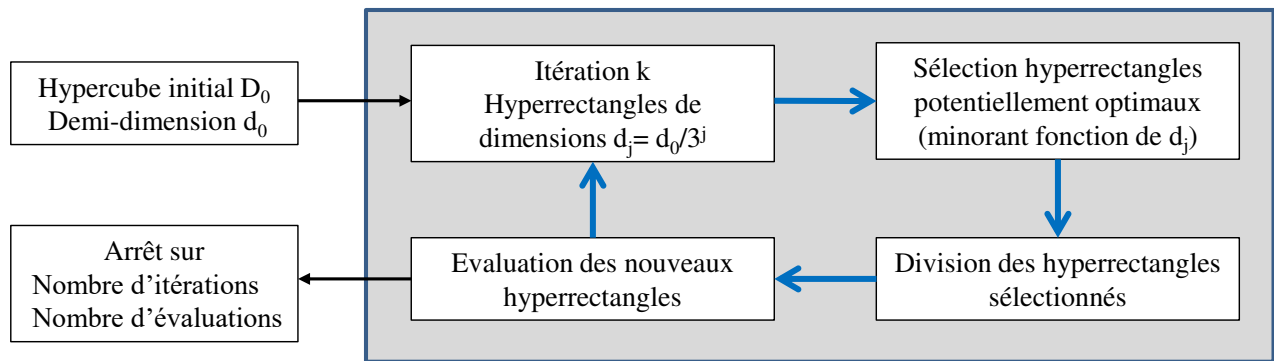 Hypercube initial D₀
Demi-dimension d₀
Itération k
Hyperrectangles de
dimensions dⱼ= d₀/3ʲ
Sélection hyperrectangles
potentiellement optimaux
(minorant fonction de dⱼ)
Arrêt sur
Nombre d’itérations
Nombre d’évaluations
Evaluation des nouveaux
hyperrectangles
Division des hyperrectangles
sélectionnés